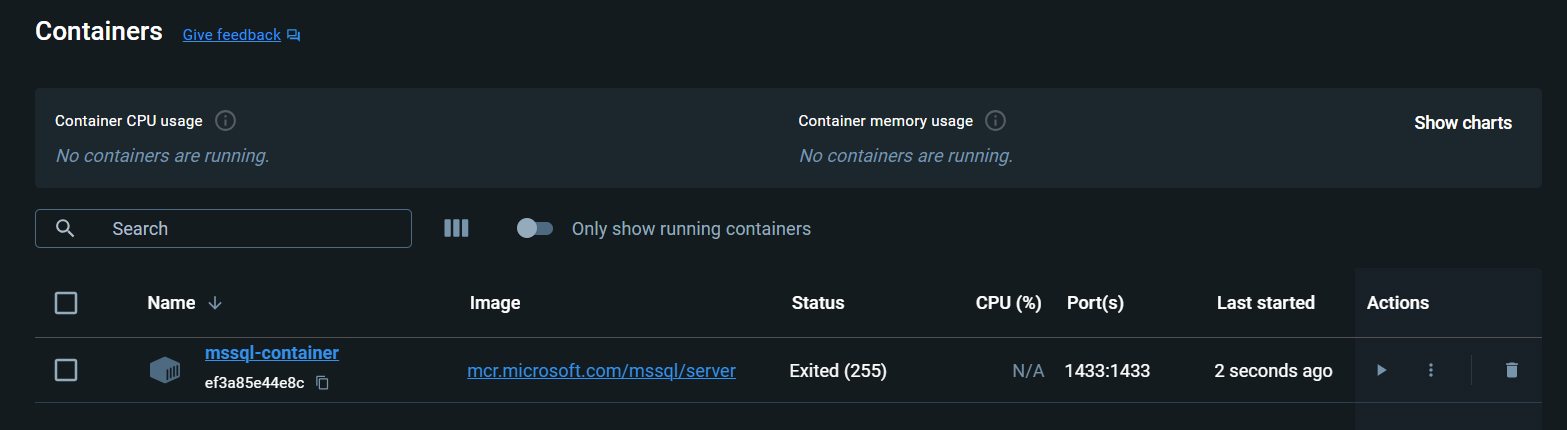 Containers Give feedback
Container CPU usage Container memory usage Show charts
No containers are running. No containers are running.
Search Only show running containers
Name Image Status CPU (%) Port(s) Last started Actions
mssql-container
ef3a85e44e8c mcr.microsoft.com/mssql/server Exited (255) N/A 1433:1433 2 seconds ago